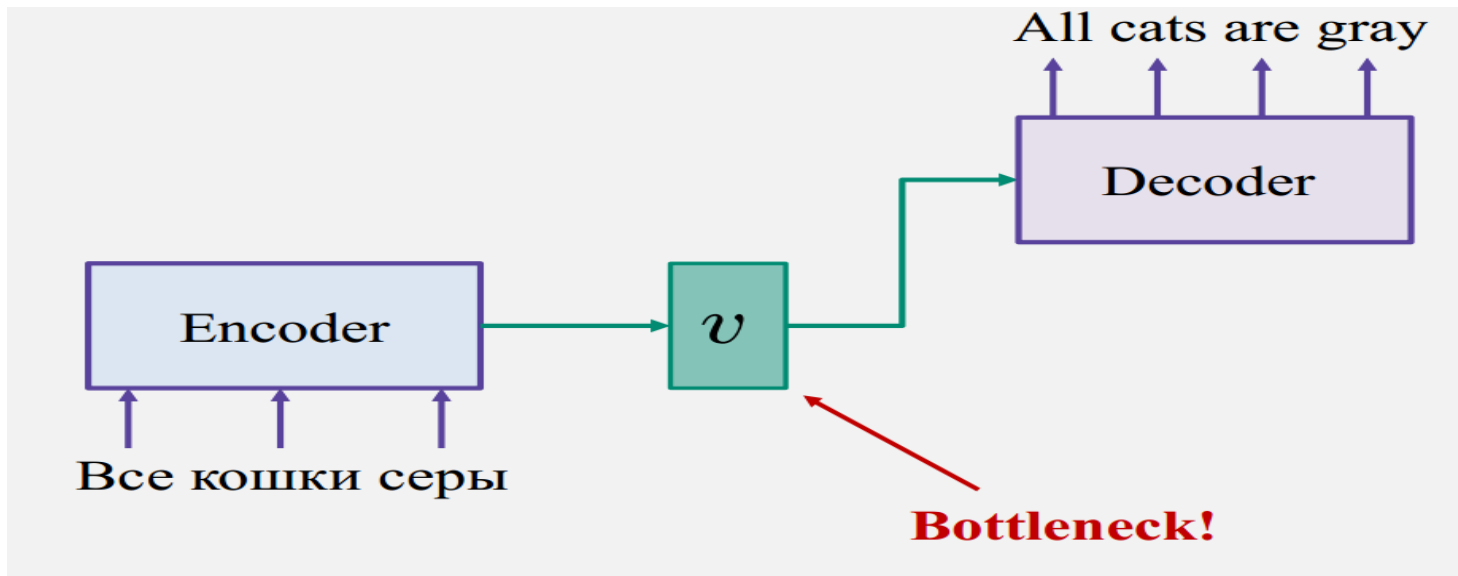 All cats are gray
Decoder
Encoder
v
Все кошки серы
Bottleneck!